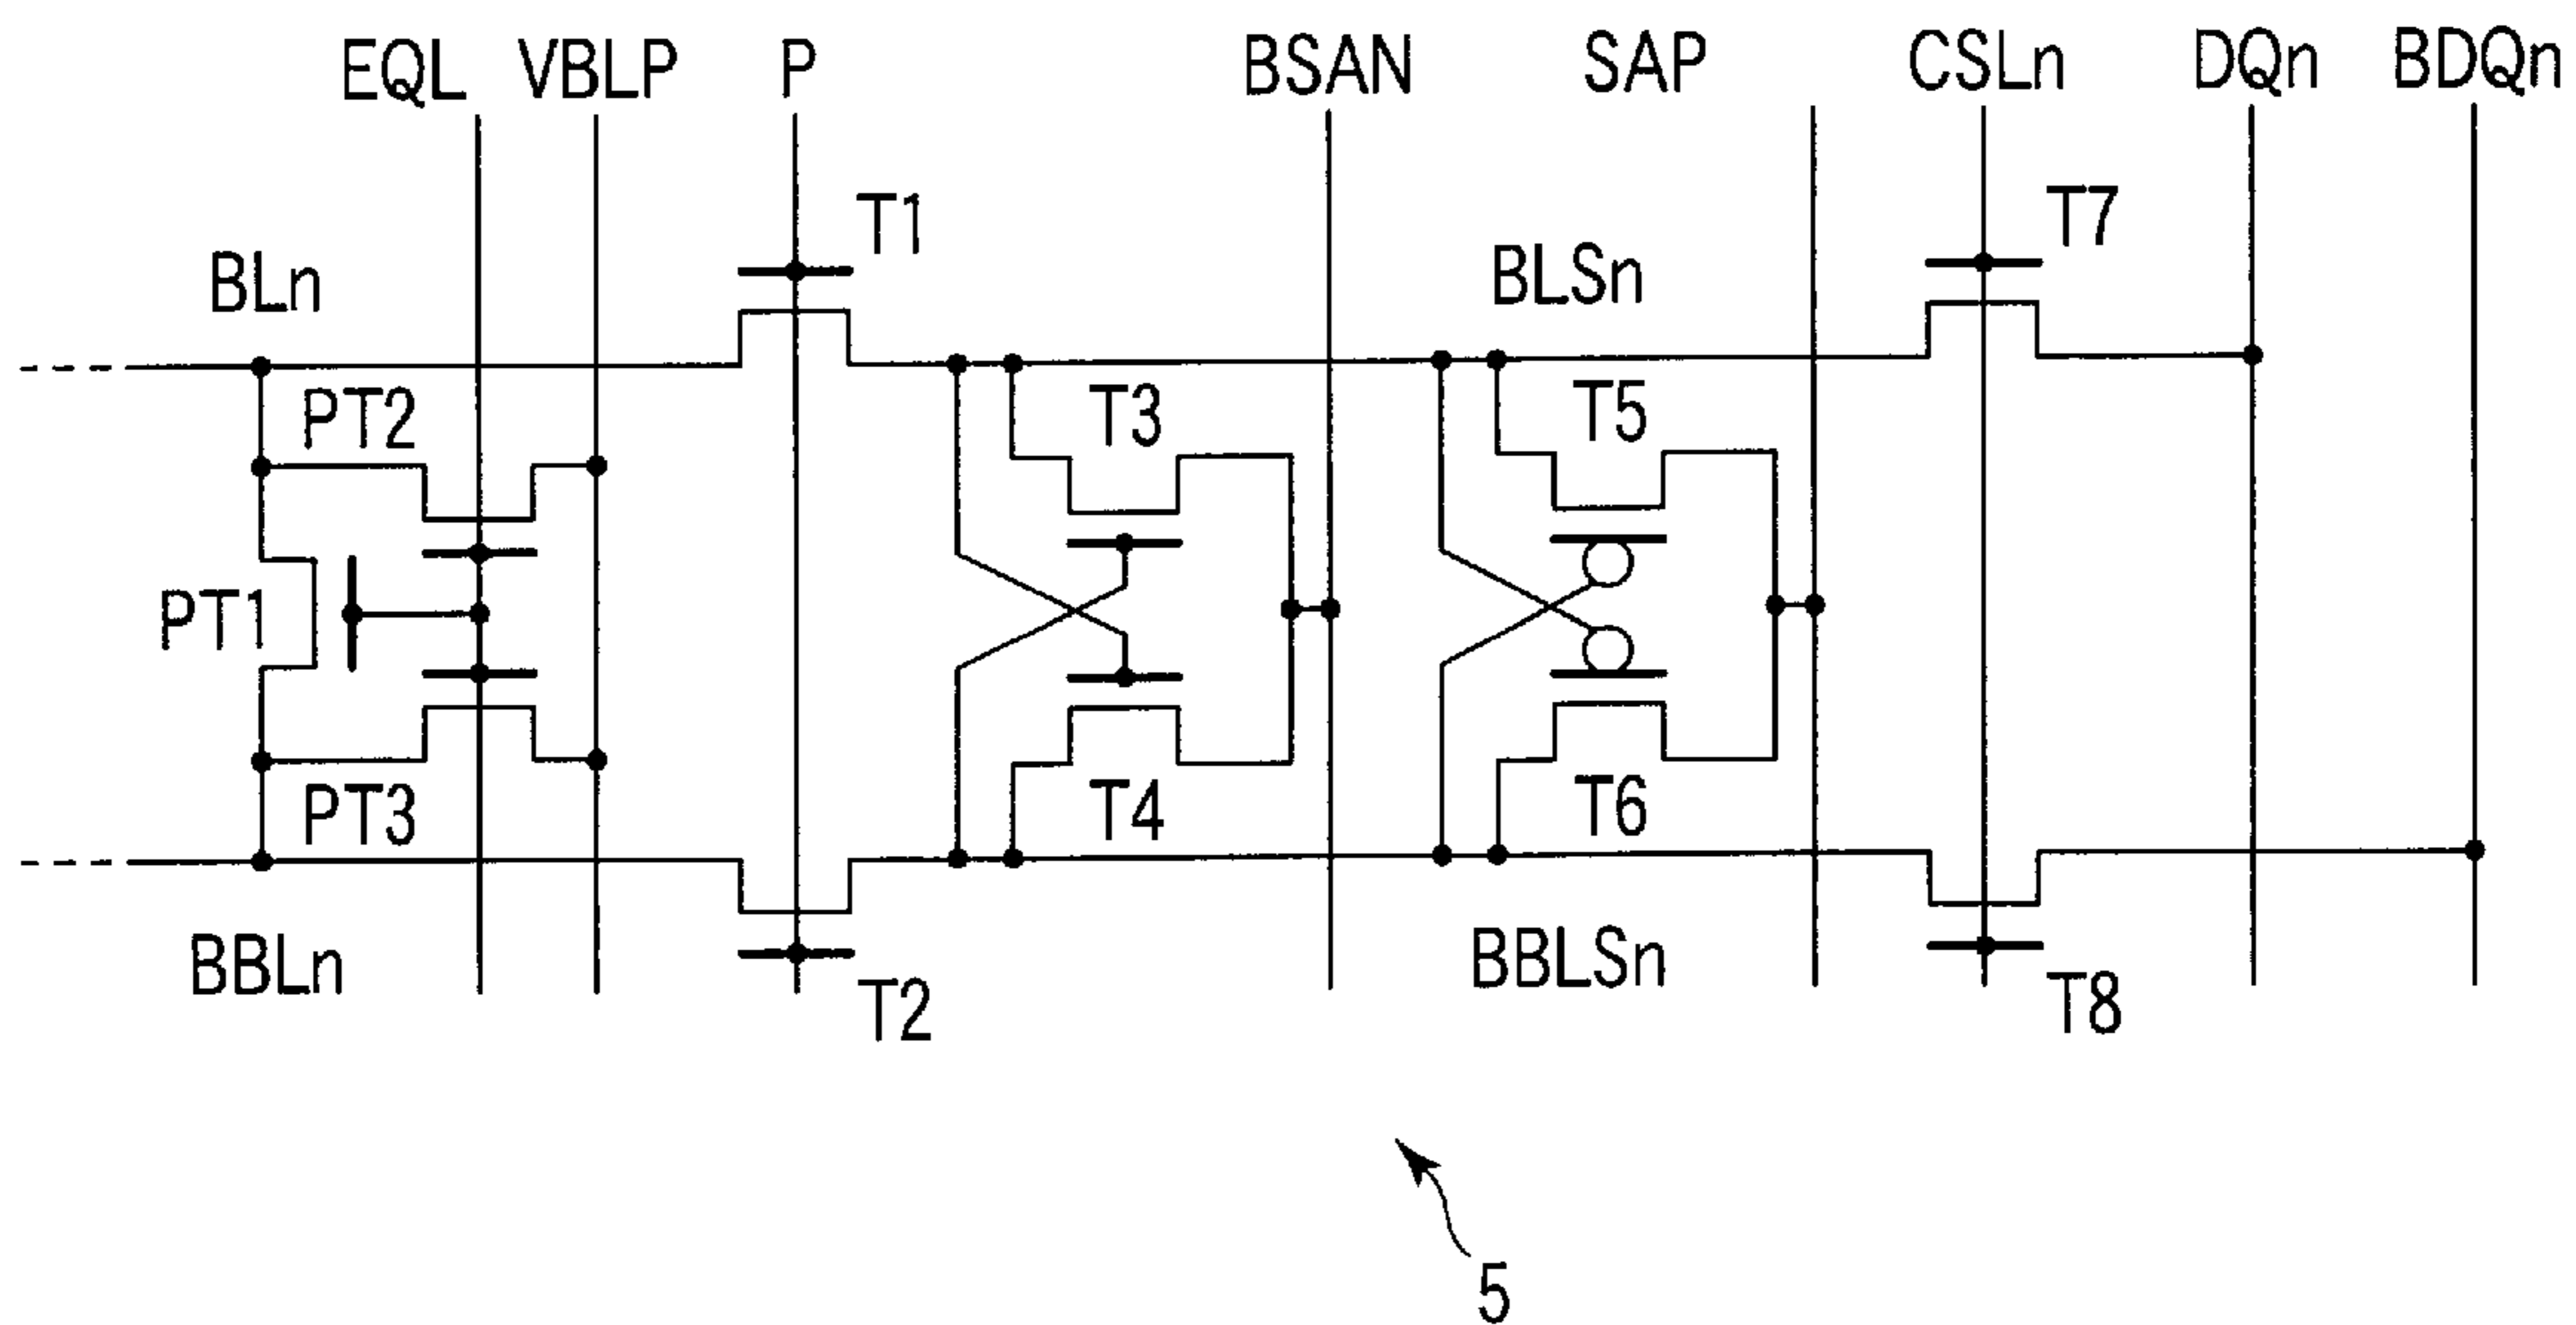 EQL VBLP P BSAN SAP CSLn DQn BDQn
T1 T7
BLn BLSn
PT2 T3 T5
PT1
PT3 T4 T6
BBLn BBLSn
T2 T8
5